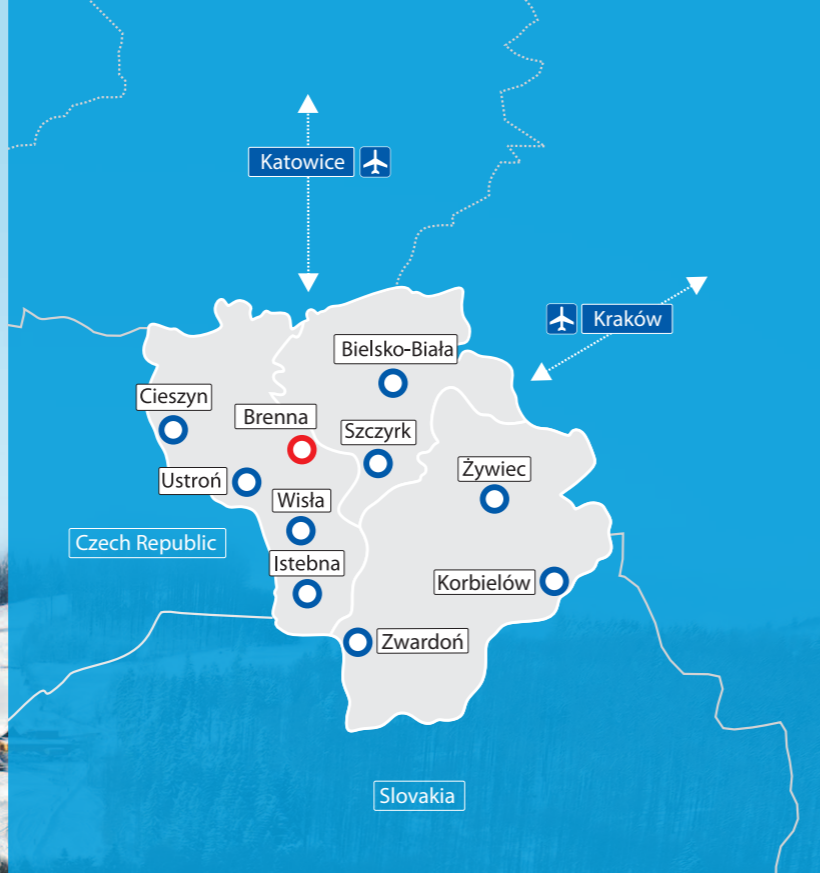 Katowice
Kraków
Bielsko-Biała
Cieszyn
Brenna
Szczyrk
Żywiec
Ustroń
Wisła
Czech Republic
Istebna
Korbielów
Zwardoń
Slovakia